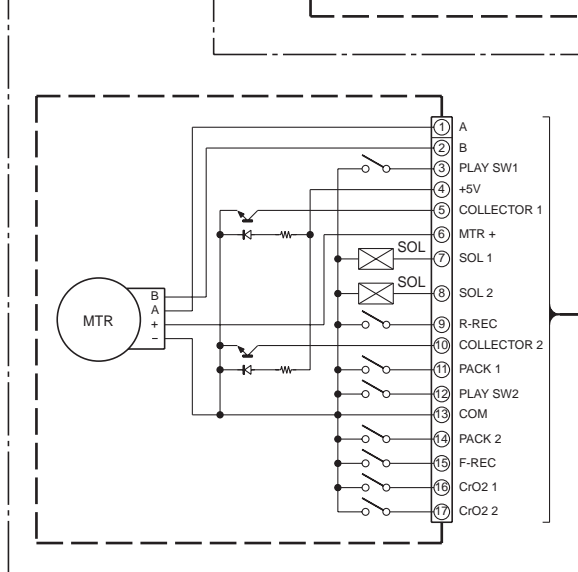 1 A
2 B
3 PLAY SW1
4 +5V
5 COLLECTOR 1
6 MTR +
SOL
7 SOL 1
SOL
8 SOL 2
B
A
MTR
+
−
9 R-REC
10 COLLECTOR 2
11 PACK 1
12 PLAY SW2
13 COM
14 PACK 2
15 F-REC
16 CrO2 1
17 CrO2 2